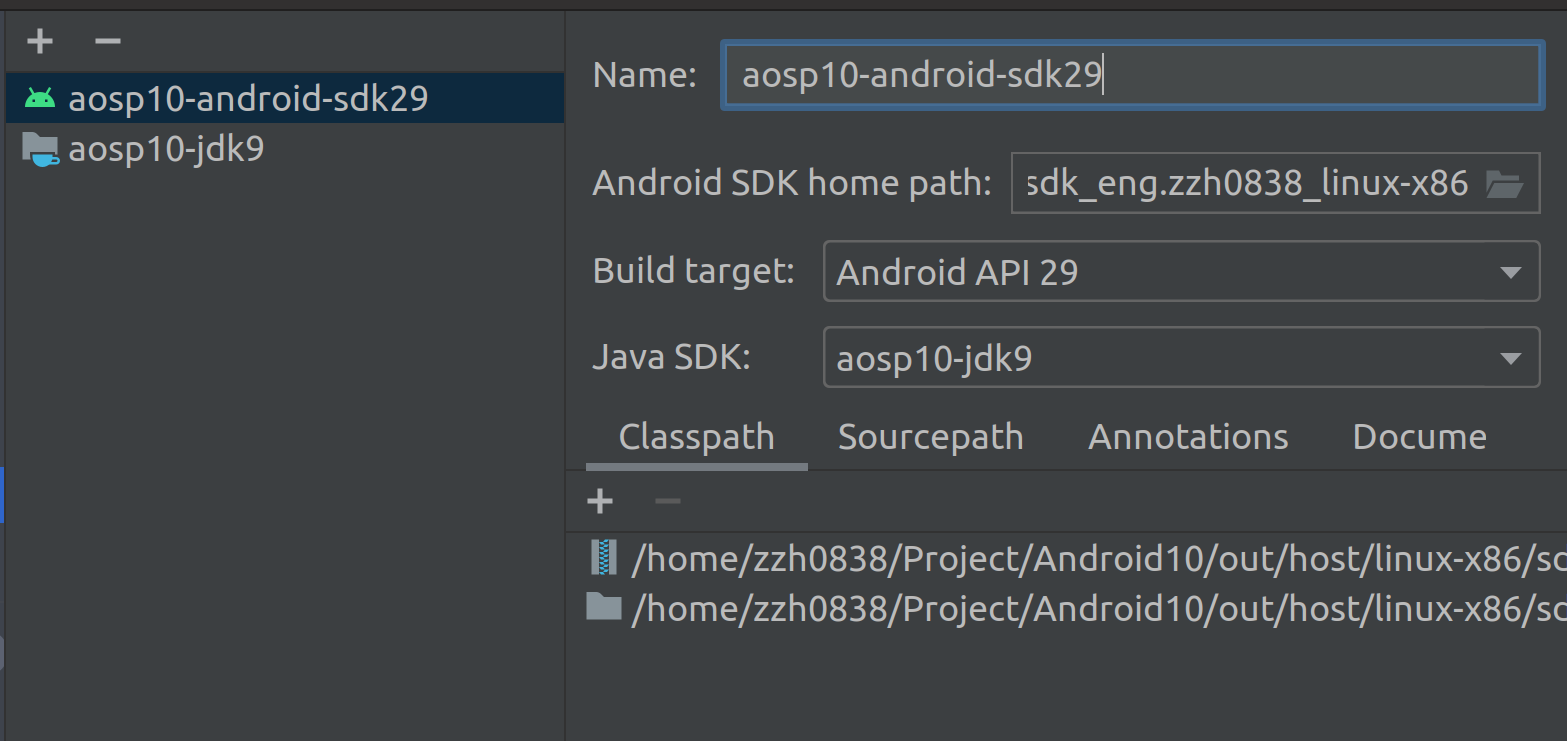 aosp10-android-sdk29
aosp10-jdk9
Name: aosp10-android-sdk29
Android SDK home path: sdk_eng.zzh0838_linux-x86
Build target: Android API 29
Java SDK: aosp10-jdk9
Classpath Sourcepath Annotations Docume
/home/zzh0838/Project/Android10/out/host/linux-x86/sd
/home/zzh0838/Project/Android10/out/host/linux-x86/sd